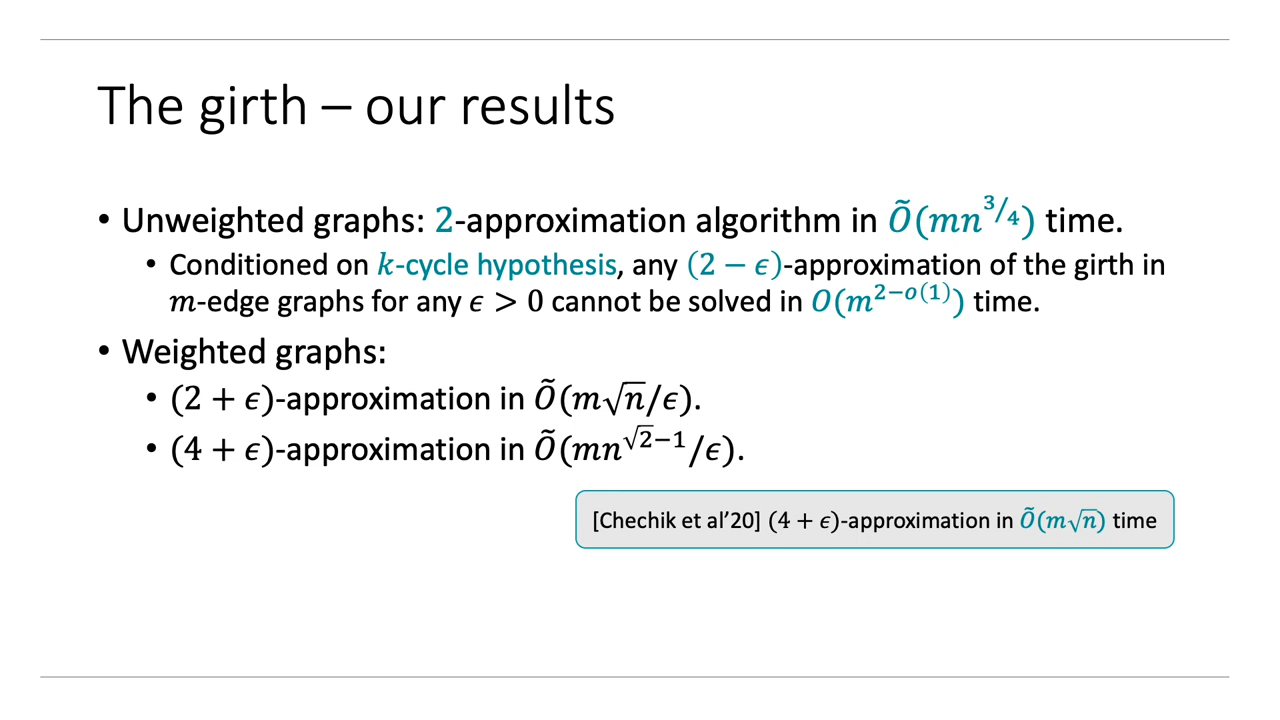 The girth – our results
• Unweighted graphs: 2-approximation algorithm in Õ(mn^{3/4}) time.
• Conditioned on k-cycle hypothesis, any (2 − ϵ)-approximation of the girth in
m-edge graphs for any ϵ > 0 cannot be solved in O(m^{2−o(1)}) time.
• Weighted graphs:
• (2 + ϵ)-approximation in Õ(m√n/ϵ).
• (4 + ϵ)-approximation in Õ(mn^{√2−1}/ϵ).
[Chechik et al’20] (4 + ϵ)-approximation in Õ(m√n) time